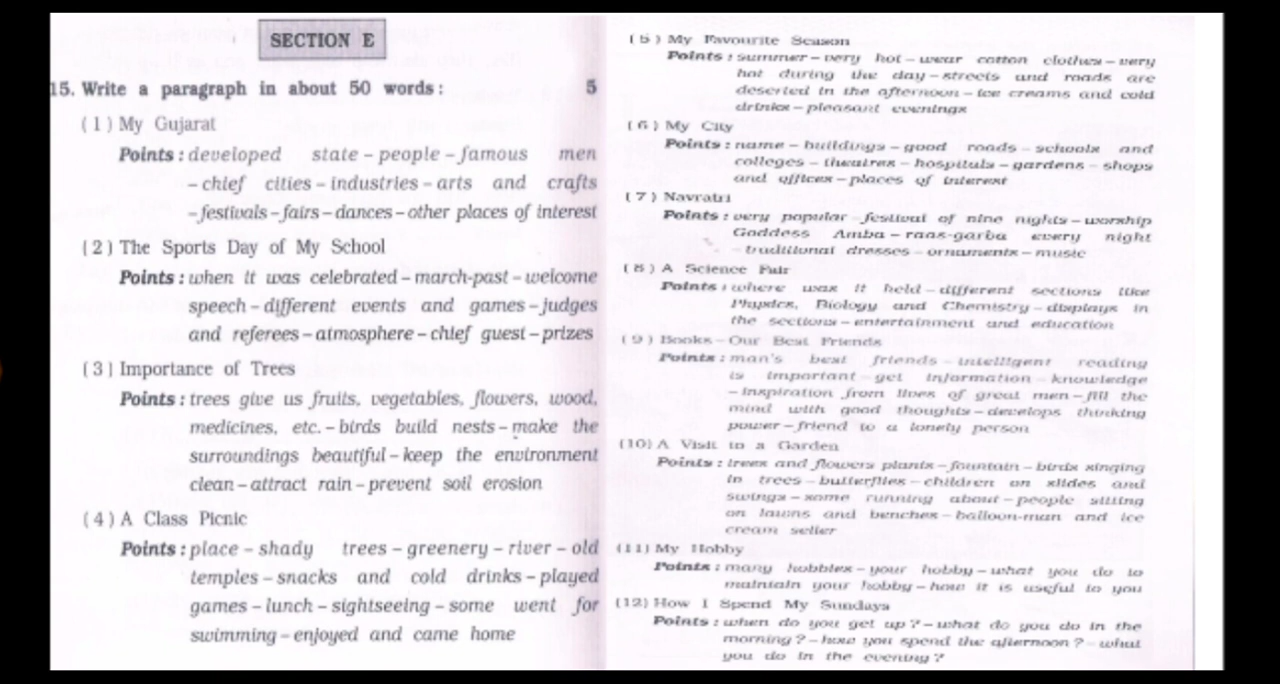 SECTION E
15. Write a paragraph in about 50 words: 5
(1) My Gujarat
Points: developed state – people – famous men
– chief cities – industries – arts and crafts
– festivals – fairs – dances – other places of interest
(2) The Sports Day of My School
Points: when it was celebrated – march-past – welcome
speech – different events and games – judges
and referees – atmosphere – chief guest – prizes
(3) Importance of Trees
Points: trees give us fruits, vegetables, flowers, wood,
medicines, etc. – birds build nests – make the
surroundings beautiful – keep the environment
clean – attract rain – prevent soil erosion
(4) A Class Picnic
Points: place – shady trees – greenery – river – old
temples – snacks and cold drinks – played
games – lunch – sightseeing – some went for
swimming – enjoyed and came home
(5) My Favourite Season
Points: summer – very hot – wear cotton clothes – very
hot during the day – streets and roads are
deserted in the afternoon – ice creams and cold
drinks – pleasant evenings
(6) My City
Points: name – buildings – good roads – schools and
colleges – theatres – hospitals – gardens – shops
and offices – places of interest
(7) Navratri
Points: very popular – festival of nine nights – worship
Goddess Amba – raas-garba every night
– traditional dresses – ornaments – music
(8) A Science Fair
Points: where was it held – different sections like
Physics, Biology and Chemistry – displays in
the sections – entertainment and education
(9) Books – Our Best Friends
Points: man's best friends – intelligent reading
is important – get information – knowledge
– inspiration from lives of great men – fill the
mind with good thoughts – develops thinking
power – friend to a lonely person
(10) A Visit to a Garden
Points: trees and flowers plants – fountain – birds singing
in trees – butterflies – children on slides and
swings – some running about – people sitting
on lawns and benches – balloon-man and ice
cream seller
(11) My Hobby
Points: many hobbies – your hobby – what you do to
maintain your hobby – how it is useful to you
(12) How I Spend My Sundays
Points: when do you get up? – what do you do in the
morning? – how you spend the afternoon? – what
you do in the evening?